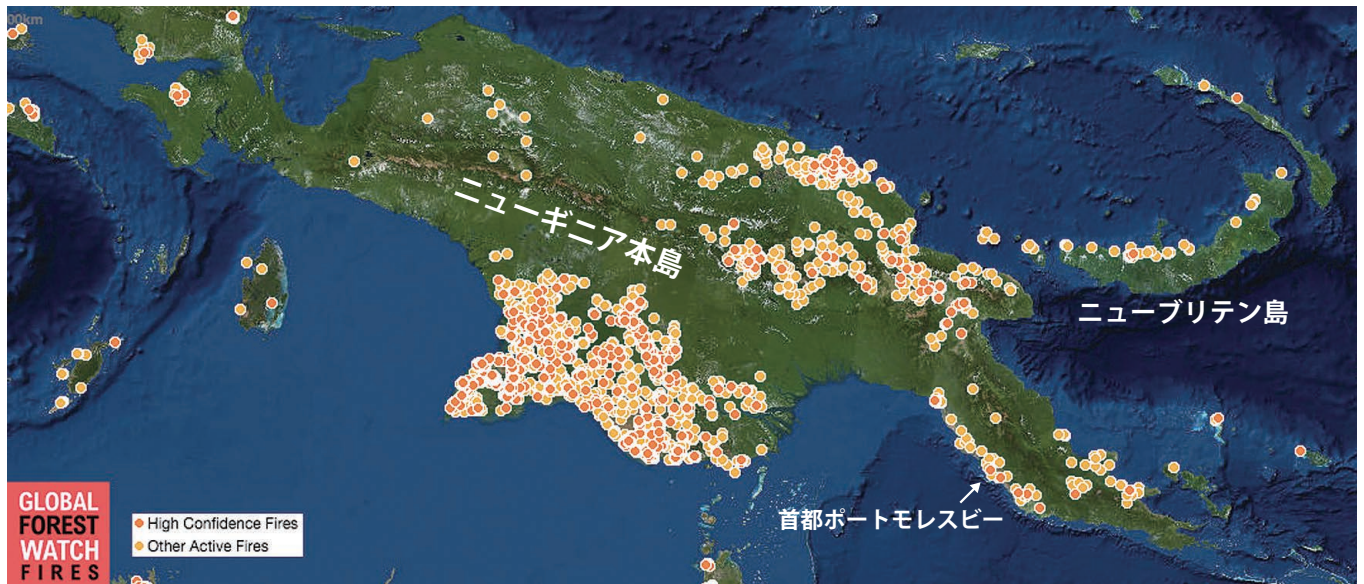 00km
ニューギニア本島
ニューブリテン島
首都ポートモレスビー
GLOBAL
FOREST
WATCH
FIRES
High Confidence Fires
Other Active Fires